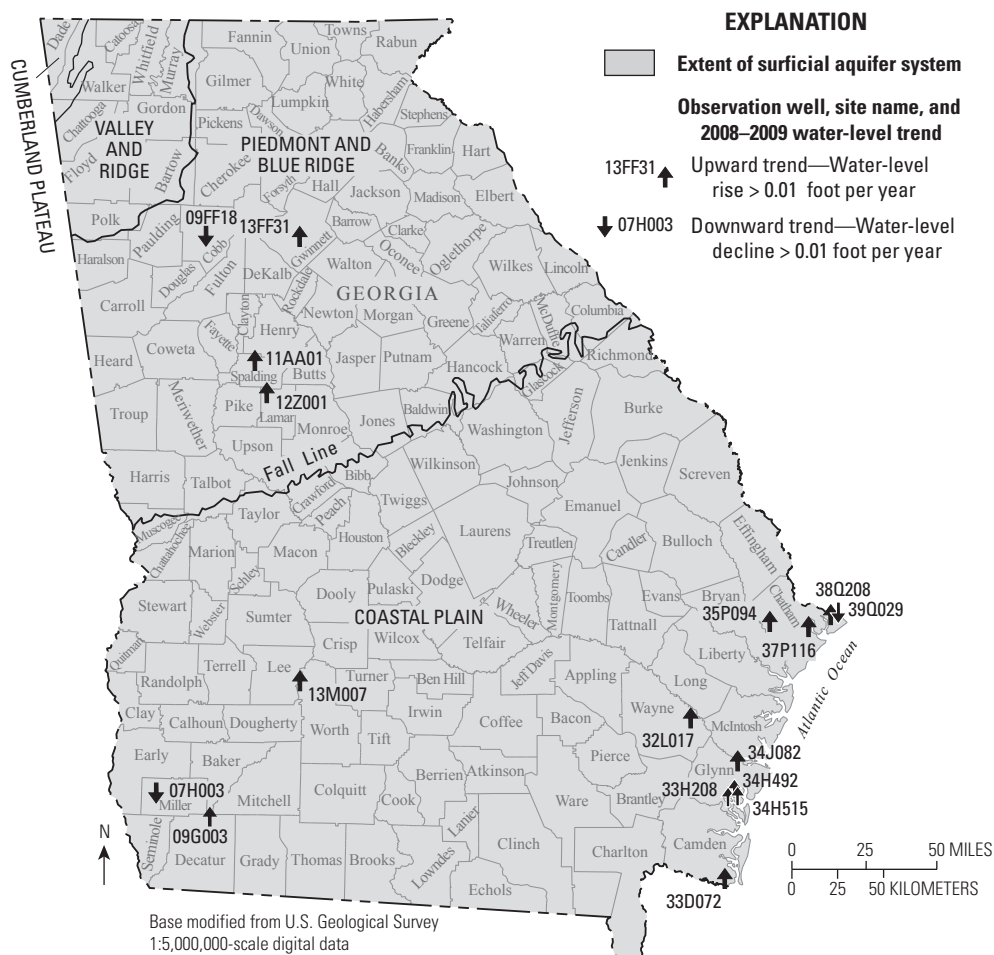 EXPLANATION
Extent of surficial aquifer system
Observation well, site name, and
2008–2009 water–level trend
13FF31
Upward trend—Water-level
rise > 0.01 foot per year
07H003
Downward trend—Water-level
decline > 0.01 foot per year
CUMBERLAND PLATEAU
VALLEY
AND
RIDGE
PIEDMONT AND
BLUE RIDGE
GEORGIA
Fall Line
COASTAL PLAIN
Atlantic Ocean
Dade
Catoosa
Whitfield
Murray
Fannin
Towns
Union
Rabun
Walker
Gilmer
White
Lumpkin
Habersham
Chattooga
Gordon
Pickens
Dawson
Stephens
Floyd
Bartow
Cherokee
Forsyth
Hall
Banks
Franklin
Hart
Jackson
Madison
Elbert
Polk
Paulding
09FF18
Cobb
13FF31
Gwinnett
Barrow
Clarke
Oconee
Oglethorpe
Haralson
Douglas
Fulton
DeKalb
Rockdale
Walton
Wilkes
Lincoln
Carroll
Clayton
Newton
Morgan
Greene
Taliaferro
McDuffie
Columbia
Fayette
Henry
Warren
Richmond
Heard
Coweta
11AA01
Spalding
Butts
Jasper
Putnam
Hancock
Glascock
12Z001
Troup
Meriwether
Pike
Lamar
Monroe
Jones
Baldwin
Washington
Jefferson
Burke
Upson
Harris
Talbot
Bibb
Wilkinson
Jenkins
Screven
Crawford
Peach
Twiggs
Johnson
Muscogee
Taylor
Houston
Emanuel
Chattahochee
Marion
Macon
Bleckley
Laurens
Treutlen
Candler
Bulloch
Effingham
Schley
Dooly
Pulaski
Dodge
Montgomery
Stewart
Webster
Sumter
Wheeler
Toombs
Evans
Bryan
Chatham
38Q208
39Q029
35P094
37P116
Quitman
Crisp
Wilcox
Telfair
Tattnall
Liberty
Randolph
Terrell
Lee
Turner
Ben Hill
Jeff Davis
Appling
Long
13M007
Clay
Calhoun
Dougherty
Worth
Irwin
Coffee
Bacon
Wayne
32L017
McIntosh
Tift
Early
Baker
Berrien
Atkinson
Pierce
Glynn
34J082
07H003
Miller
Mitchell
Colquitt
Cook
Ware
Brantley
33H208
34H492
34H515
09G003
Lanier
Seminole
Decatur
Grady
Thomas
Brooks
Lowndes
Clinch
Charlton
Camden
Echols
33D072
N
0 25 50 MILES
0 25 50 KILOMETERS
Base modified from U.S. Geological Survey
1:5,000,000-scale digital data